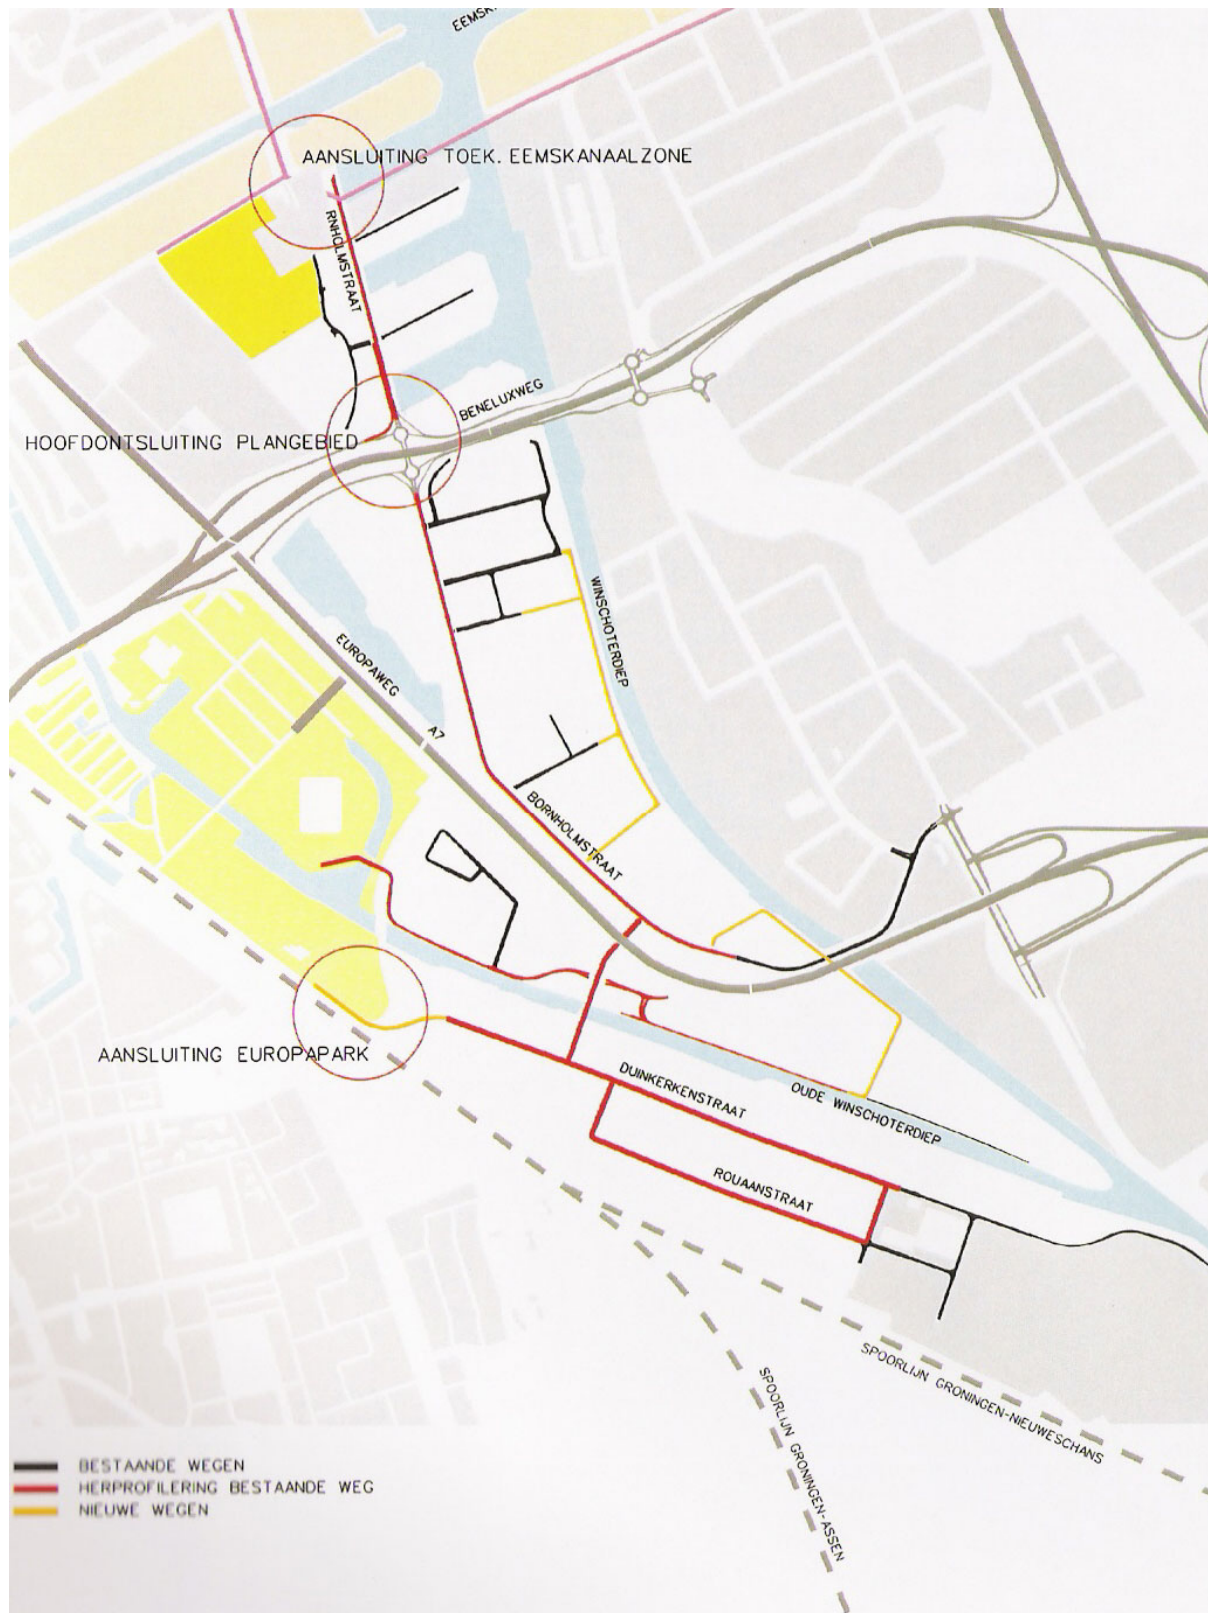 AANSLUITING TOEK. EEMSKANAALZONE
RNHOLMSTRAAT
BENELUXWEG
HOOFDONTSLUITING PLANGEBIED
WINSCHOTERDIEP
EUROPAWEG
A7
BORNHOLMSTRAAT
AANSLUITING EUROPAPARK
DUINKERKENSTRAAT
OUDE WINSCHOTERDIEP
ROUAANSTRAAT
SPOORLIJN GRONINGEN-NIEUWESCHANS
SPOORLIJN GRONINGEN-ASSEN
BESTAANDE WEGEN
HERPROFILERING BESTAANDE WEG
NIEUWE WEGEN